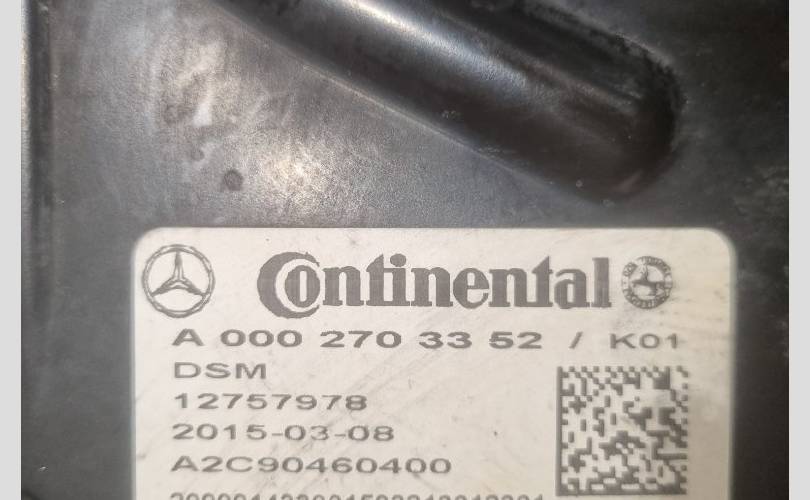 Continental
A 000 270 33 52 / K01
DSM
12757978
2015-03-08
A2C90460400